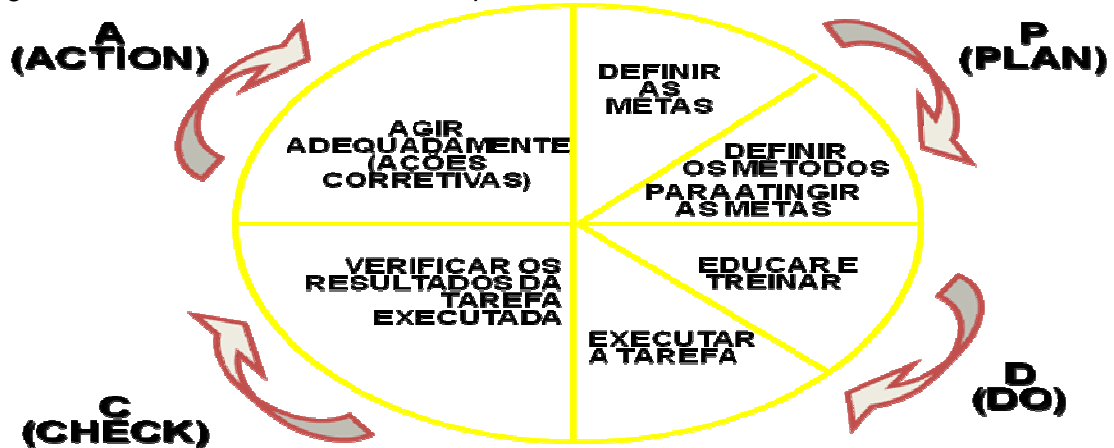 A
(ACTION)
P
(PLAN)
DEFINIR
AS
METAS
AGIR
ADEQUADAMENTE
(AÇÕES
CORRETIVAS)
DEFINIR
OS MÉTODOS
PARA ATINGIR
AS METAS
VERIFICAR OS
RESULTADOS DA
TAREFA
EXECUTADA
EDUCAR E
TREINAR
EXECUTAR
A TAREFA
C
(CHECK)
D
(DO)